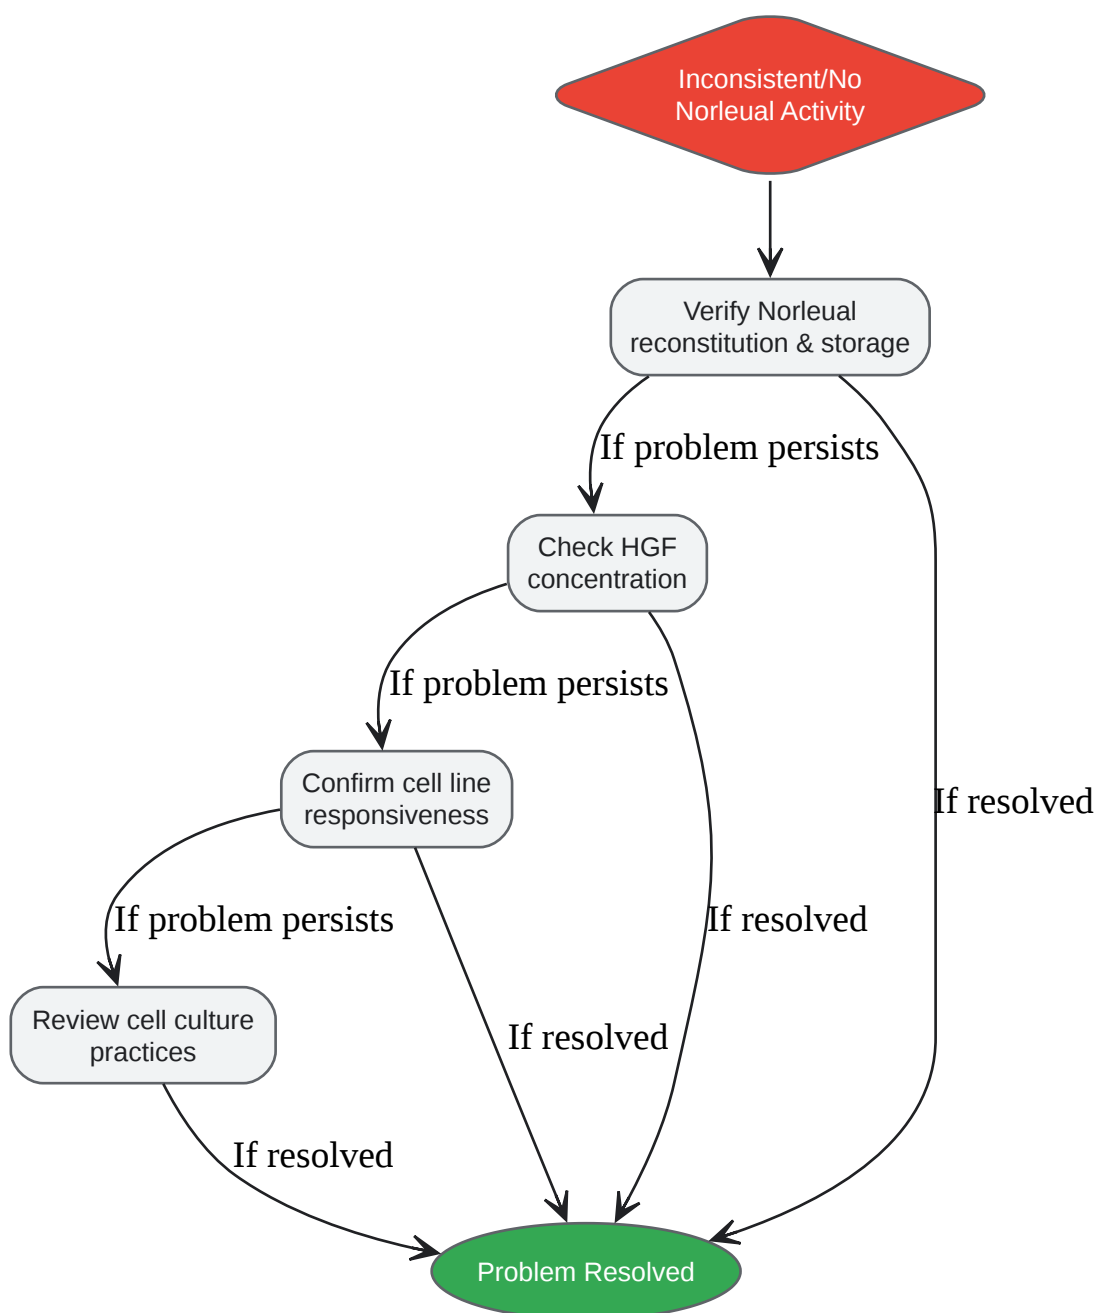 Inconsistent/No
Norleual Activity
Verify Norleual
reconstitution & storage
If problem persists
Check HGF
concentration
If problem persists
Confirm cell line
responsiveness
If resolved
If problem persists
If resolved
Review cell culture
practices
If resolved
If resolved
Problem Resolved